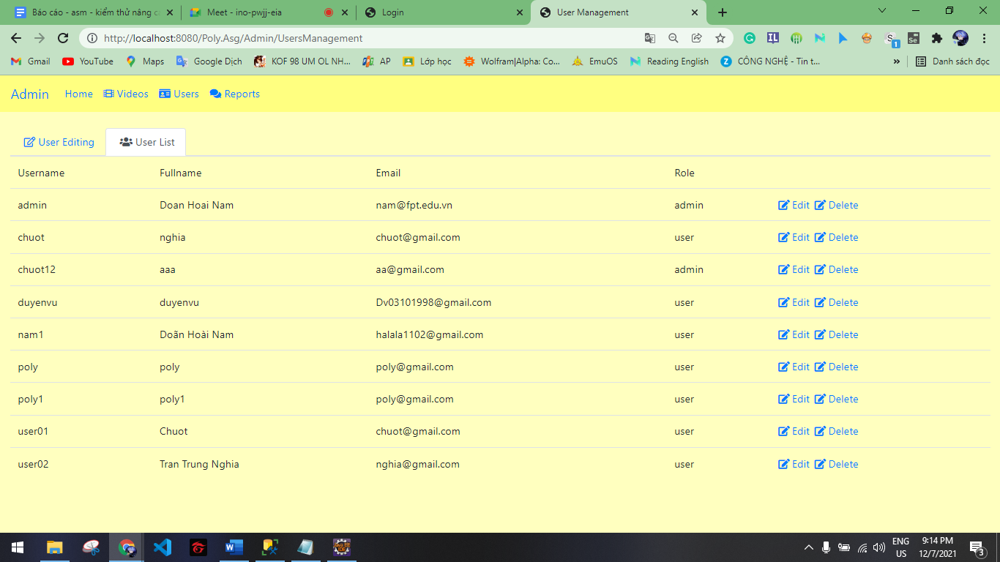 Báo cáo - asm - kiểm thử nâng c
Meet - ino-pwjj-eia
Login
User Management
http://localhost:8080/Poly.Asg/Admin/UsersManagement
Gmail YouTube Maps Google Dịch KOF 98 UM OL NH... AP Lớp học Wolfram|Alpha: Co... EmuOS Reading English CÔNG NGHỆ - Tin t... » Danh sách đọc
Admin Home Videos Users Reports
User Editing User List
Username Fullname Email Role
admin Doan Hoai Nam nam@fpt.edu.vn admin Edit Delete
chuot nghia chuot@gmail.com user Edit Delete
chuot12 aaa aa@gmail.com admin Edit Delete
duyenvu duyenvu Dv03101998@gmail.com user Edit Delete
nam1 Doãn Hoài Nam halala1102@gmail.com user Edit Delete
poly poly poly@gmail.com user Edit Delete
poly1 poly1 poly@gmail.com user Edit Delete
user01 Chuot chuot@gmail.com user Edit Delete
user02 Tran Trung Nghia nghia@gmail.com user Edit Delete
ENG 9:14 PM
US 12/7/2021 3